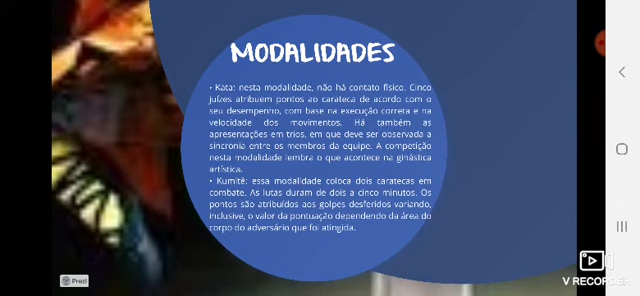 MODALIDADES
• Kata: nesta modalidade, não há contato físico. Cinco
juízes atribuem pontos ao carateca de acordo com o
seu desempenho, com base na execução correta e na
velocidade dos movimentos. Há também as
apresentações em trios, em que deve ser observada a
sincronia entre os membros da equipe. A competição
nesta modalidade lembra o que acontece na ginástica
artística.
• Kumitê: essa modalidade coloca dois caratecas em
combate. As lutas duram de dois a cinco minutos. Os
pontos são atribuídos aos golpes desferidos variando,
inclusive, o valor da pontuação dependendo da área do
corpo do adversário que foi atingida.
Prezi
V RECORDER